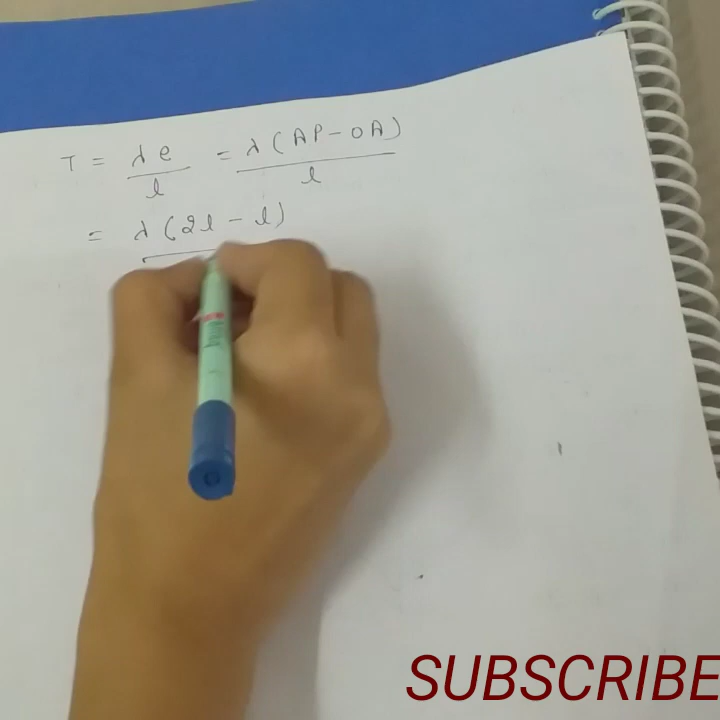 T = λe/l = λ(AP-OA)/l
= λ(2l-l)
SUBSCRIBE